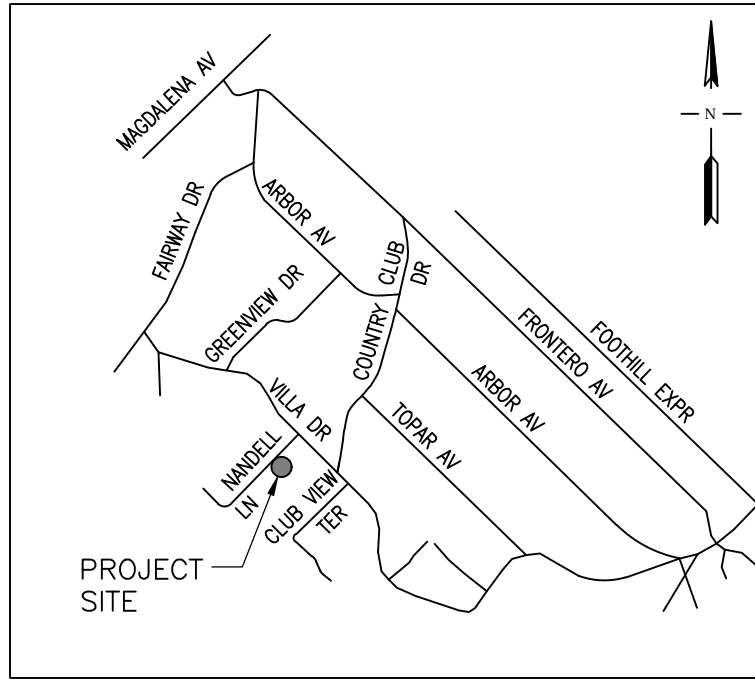 MAGDALENA AV
N
FAIRWAY DR
ARBOR AV
CLUB
DR
GREENVIEW DR
COUNTRY
FRONTERO AV
FOOTHILL EXPR
ARBOR AV
TOPAR AV
VILLA DR
NANDELL
LN
CLUB VIEW
TER
PROJECT
SITE